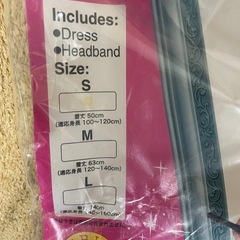 Includes:
●Dress
●Headband
Size:
S
着丈 50cm
(適応身長 100~120cm)
M
着丈 63cm
(適応身長 120~140cm)
L